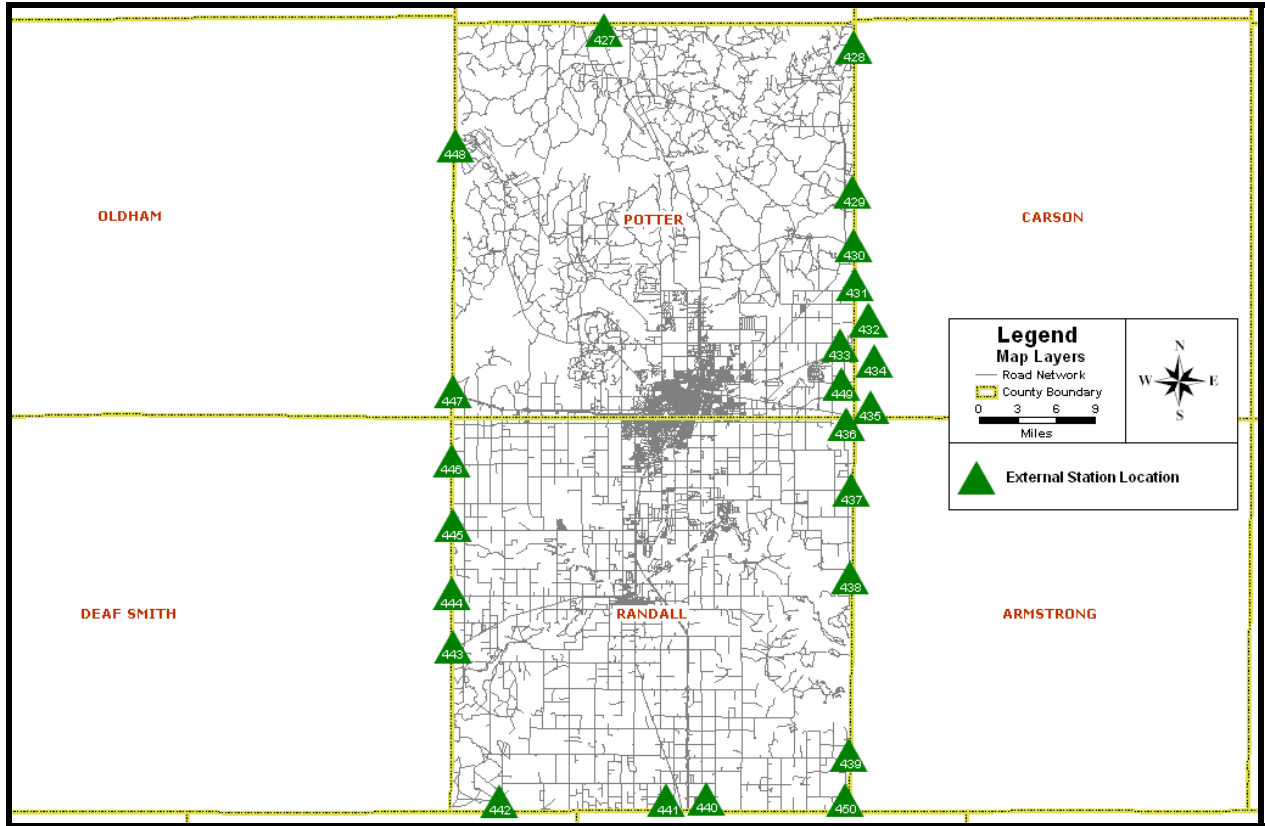 427
428
448
429
OLDHAM
POTTER
CARSON
430
431
432
433
434
449
447
435
436
446
437
445
438
444
DEAF SMITH
RANDALL
ARMSTRONG
443
439
442
441
440
450
Legend
Map Layers
Road Network
County Boundary
0 3 6 9
Miles
N
W E
S
External Station Location